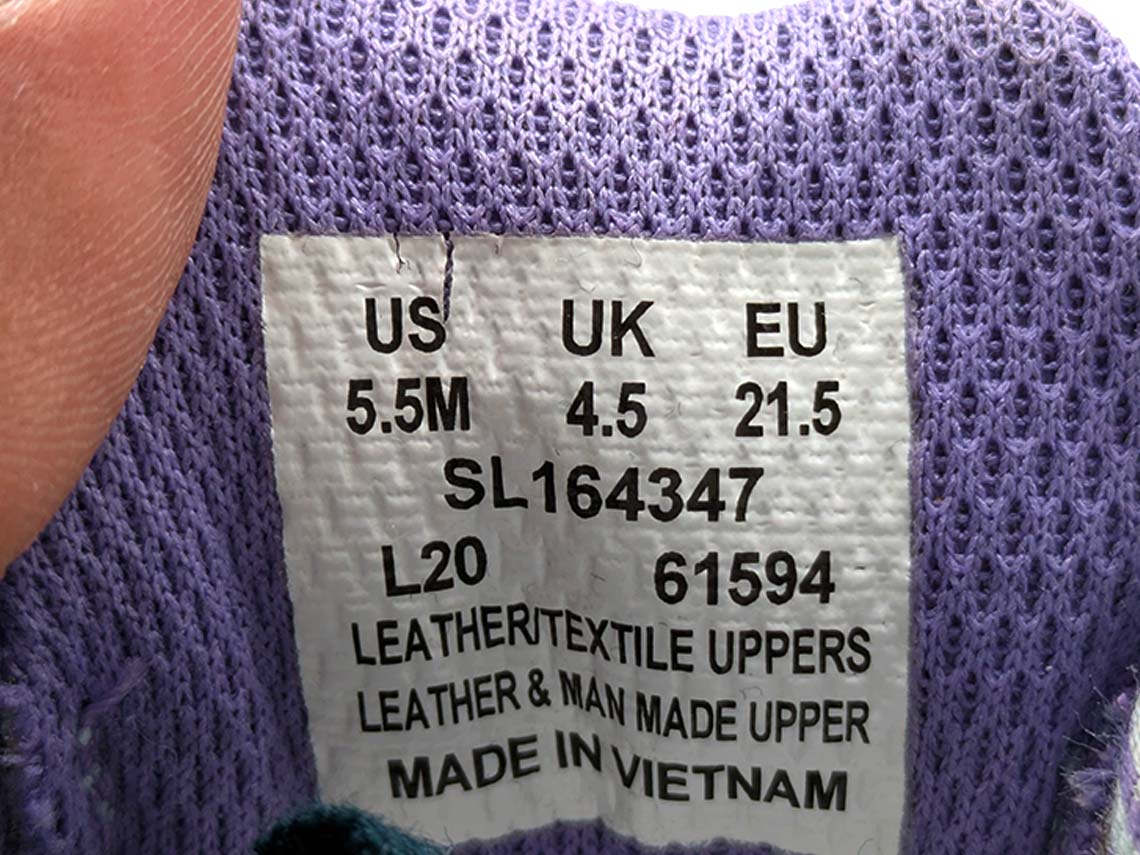 US UK EU
5.5M 4.5 21.5
SL164347
L20 61594
LEATHER/TEXTILE UPPERS
LEATHER & MAN MADE UPPER
MADE IN VIETNAM